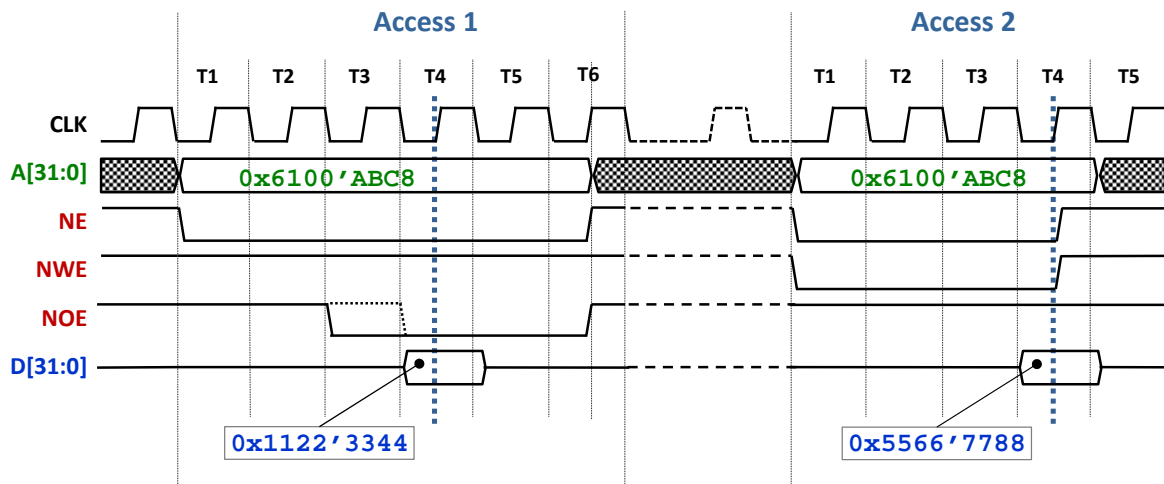 Access 1 Access 2
T1 T2 T3 T4 T5 T6 T1 T2 T3 T4 T5
CLK
A[31:0] 0x6100'ABC8 0x6100'ABC8
NE
NWE
NOE
D[31:0]
0x1122'3344 0x5566'7788